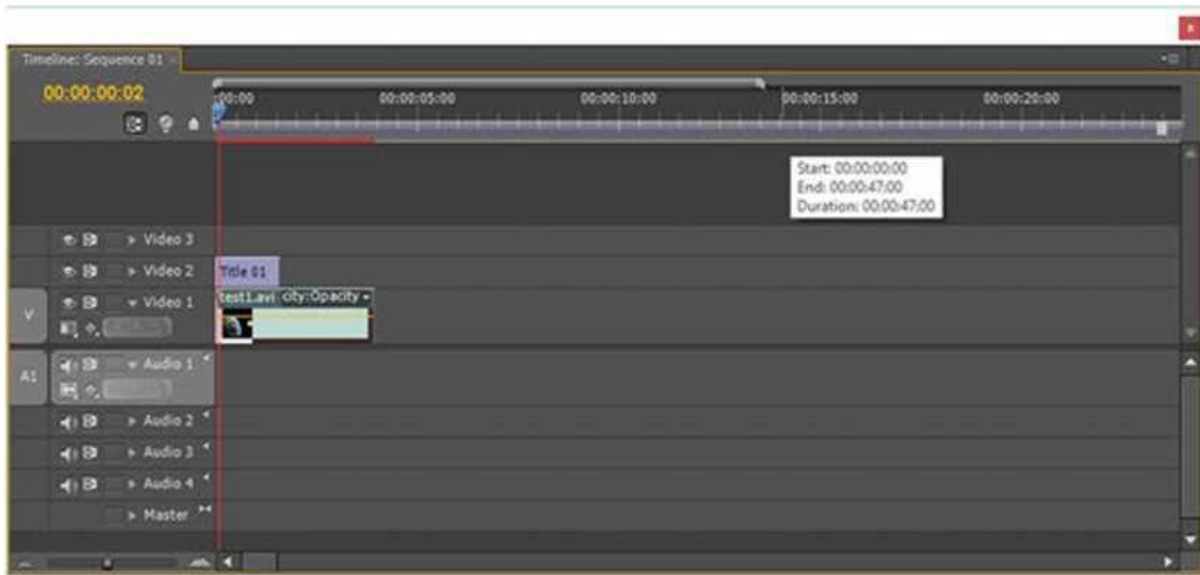 Timeline: Sequence 01
00:00:00:02
:00:00 00:00:05:00 00:00:10:00 00:00:15:00 00:00:20:00
Start: 00:00:00:00
End: 00:00:47:00
Duration: 00:00:47:00
Video 3
Video 2 Title 01
test1.avi city:Opacity
V Video 1
A1 Audio 1
Audio 2
Audio 3
Audio 4
Master